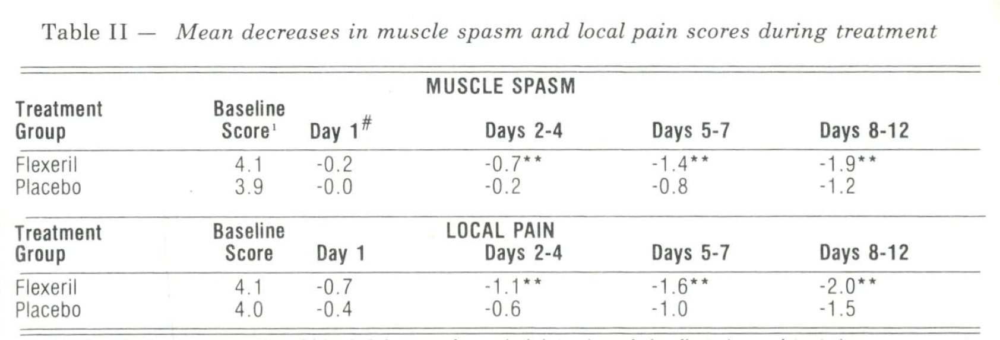 Table II — Mean decreases in muscle spasm and local pain scores during treatment
MUSCLE SPASM
Treatment Group Baseline Score¹ Day 1# Days 2-4 Days 5-7 Days 8-12
Flexeril 4.1 -0.2 -0.7** -1.4** -1.9**
Placebo 3.9 -0.0 -0.2 -0.8 -1.2
LOCAL PAIN
Treatment Group Baseline Score Day 1 Days 2-4 Days 5-7 Days 8-12
Flexeril 4.1 -0.7 -1.1** -1.6** -2.0**
Placebo 4.0 -0.4 -0.6 -1.0 -1.5